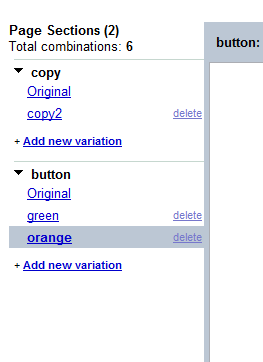 Page Sections (2)
Total combinations: 6
copy
Original
copy2 delete
+ Add new variation
button
Original
green delete
orange delete
+ Add new variation
button: